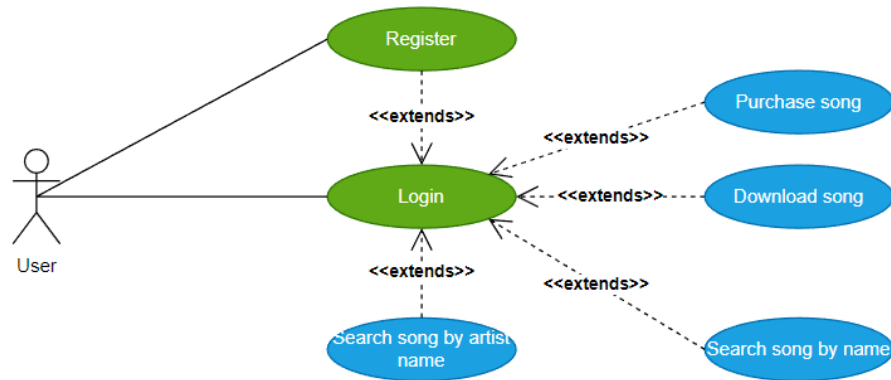 Register
<<extends>>
Purchase song
<<extends>>
Login
<<extends>>
Download song
User
<<extends>>
<<extends>>
Search song by artist
name
Search song by name